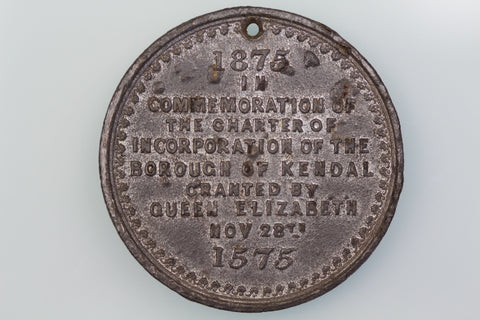 1875
IN
COMMEMORATION OF
THE CHARTER OF
INCORPORATION OF THE
BOROUGH OF KENDAL
GRANTED BY
QUEEN ELIZABETH
NOV 28TH
1575